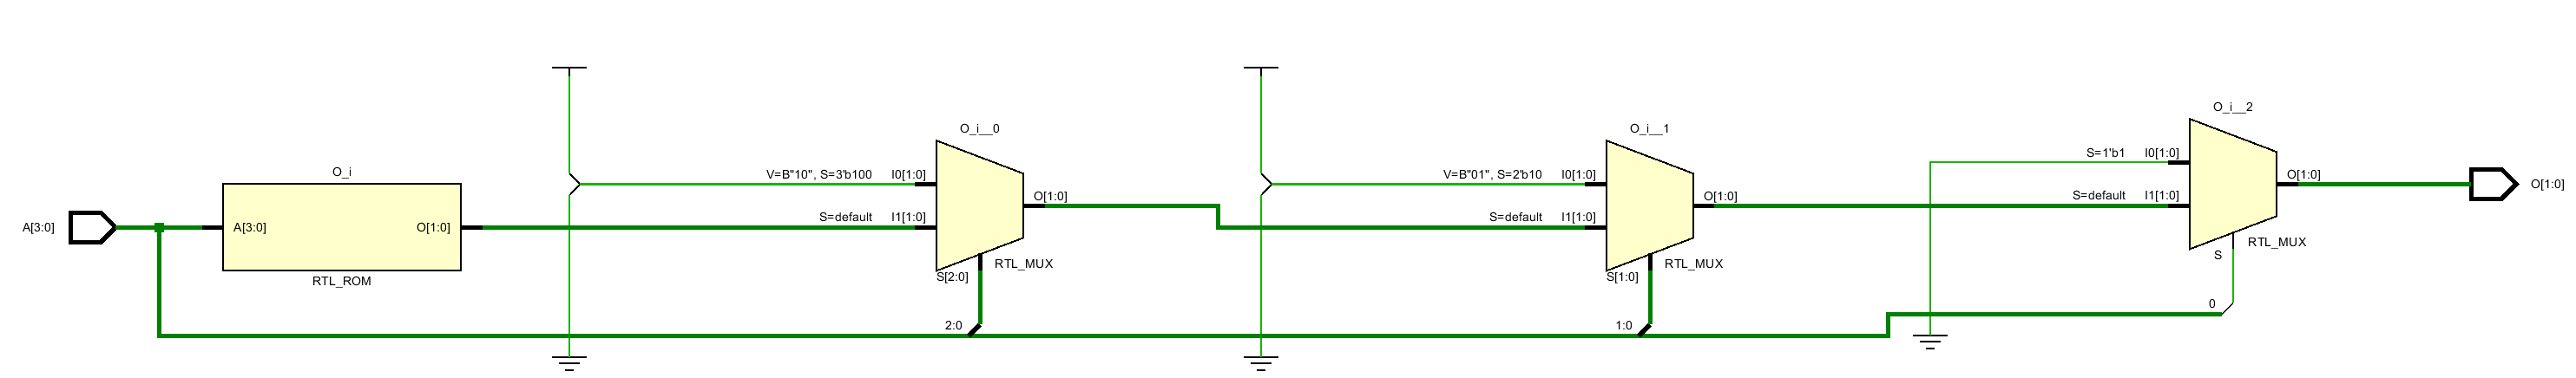 A[3:0]
O_i
A[3:0]
O[1:0]
RTL_ROM
V=B"10", S=3'b100
I0[1:0]
S=default
I1[1:0]
O_i__0
O[1:0]
S[2:0]
RTL_MUX
2:0
V=B"01", S=2'b10
I0[1:0]
S=default
I1[1:0]
O_i__1
O[1:0]
S[1:0]
RTL_MUX
1:0
S=1'b1
I0[1:0]
S=default
I1[1:0]
O_i__2
O[1:0]
S
RTL_MUX
0
O[1:0]